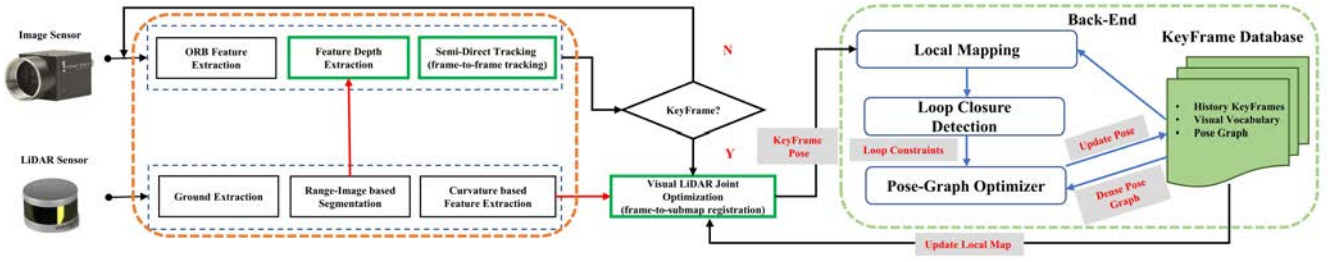 Image Sensor
ORB Feature
Extraction
Feature Depth
Extraction
Semi-Direct Tracking
(frame-to-frame tracking)
N
KeyFrame?
Y
LiDAR Sensor
Ground Extraction
Range-Image based
Segmentation
Curvature based
Feature Extraction
Visual LiDAR Joint
Optimization
(frame-to-submap registration)
KeyFrame
Pose
Back-End
Local Mapping
Loop Closure
Detection
Loop Constraints
Pose-Graph Optimizer
Update Pose
Dense Pose
Graph
KeyFrame Database
• History KeyFrames
• Visual Vocabulary
• Pose Graph
Update Local Map